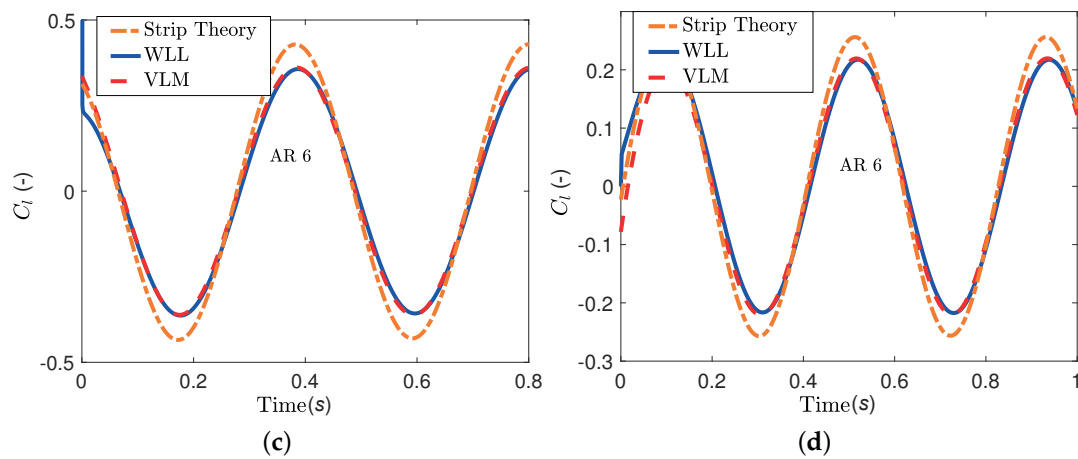 0.5
Strip Theory
WLL
VLM
AR 6
0
-0.5
C_l (-)
0
0.2
0.4
0.6
0.8
Time(s)
(c)
Strip Theory
WLL
VLM
0.2
0.1
AR 6
0
-0.1
-0.2
-0.3
C_l (-)
0
0.2
0.4
0.6
0.8
1
Time(s)
(d)